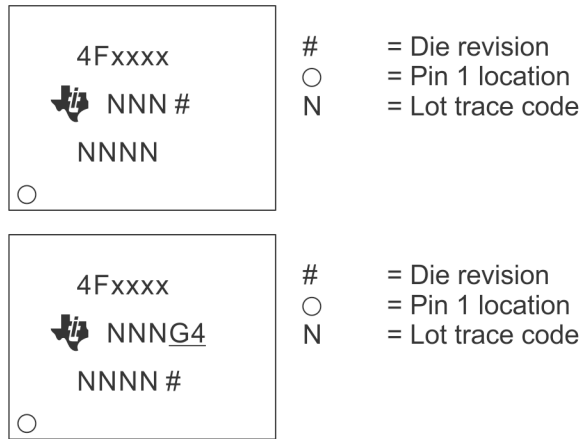 4Fxxxx
NNN #
NNNN
# = Die revision
○ = Pin 1 location
N = Lot trace code
4Fxxxx
NNNG4
NNNN #
# = Die revision
○ = Pin 1 location
N = Lot trace code